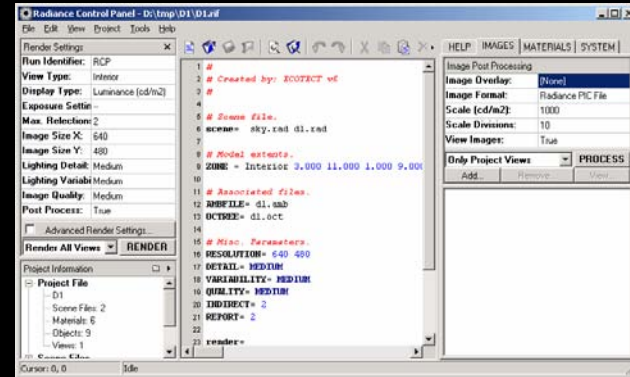 Radiance Control Panel - D:\tmp\D1\D1.rif
File Edit View Project Tools Help
Render Settings
Run Identifier: RCP
View Type: Interior
Display Type: Luminance (cd/m2)
Exposure Settin --
Max. Relection: 2
Image Size X: 640
Image Size Y: 480
Lighting Detail: Medium
Lighting Variabi Medium
Image Quality: Medium
Post Process: True
Advanced Render Settings...
Render All Views RENDER
Project Information
Project File
D1
Scene Files: 2
Materials: 6
Objects: 9
Views: 1
Scene Files
1 #
2 # Created by: ECOTECT v6
3 #
4
5 # Scene file.
6 scene= sky.rad d1.rad
7
8 # Model extents.
9 ZONE = Interior 3.000 11.000 1.000 9.000
10
11 # Associated files.
12 AMBFILE= d1.amb
13 OCTREE= d1.oct
14
15 # Misc. Parameters.
16 RESOLUTION= 640 480
17 DETAIL= MEDIUM
18 VARIABILITY= MEDIUM
19 QUALITY= MEDIUM
20 INDIRECT= 2
21 REPORT= 2
22
23 render=
HELP IMAGES MATERIALS SYSTEM
Image Post Processing
Image Overlay: (None)
Image Format: Radiance PIC File
Scale (cd/m2): 1000
Scale Divisions: 10
View Images: True
Only Project Views PROCESS
Add... Remove... View...
Cursor: 0, 0 Idle